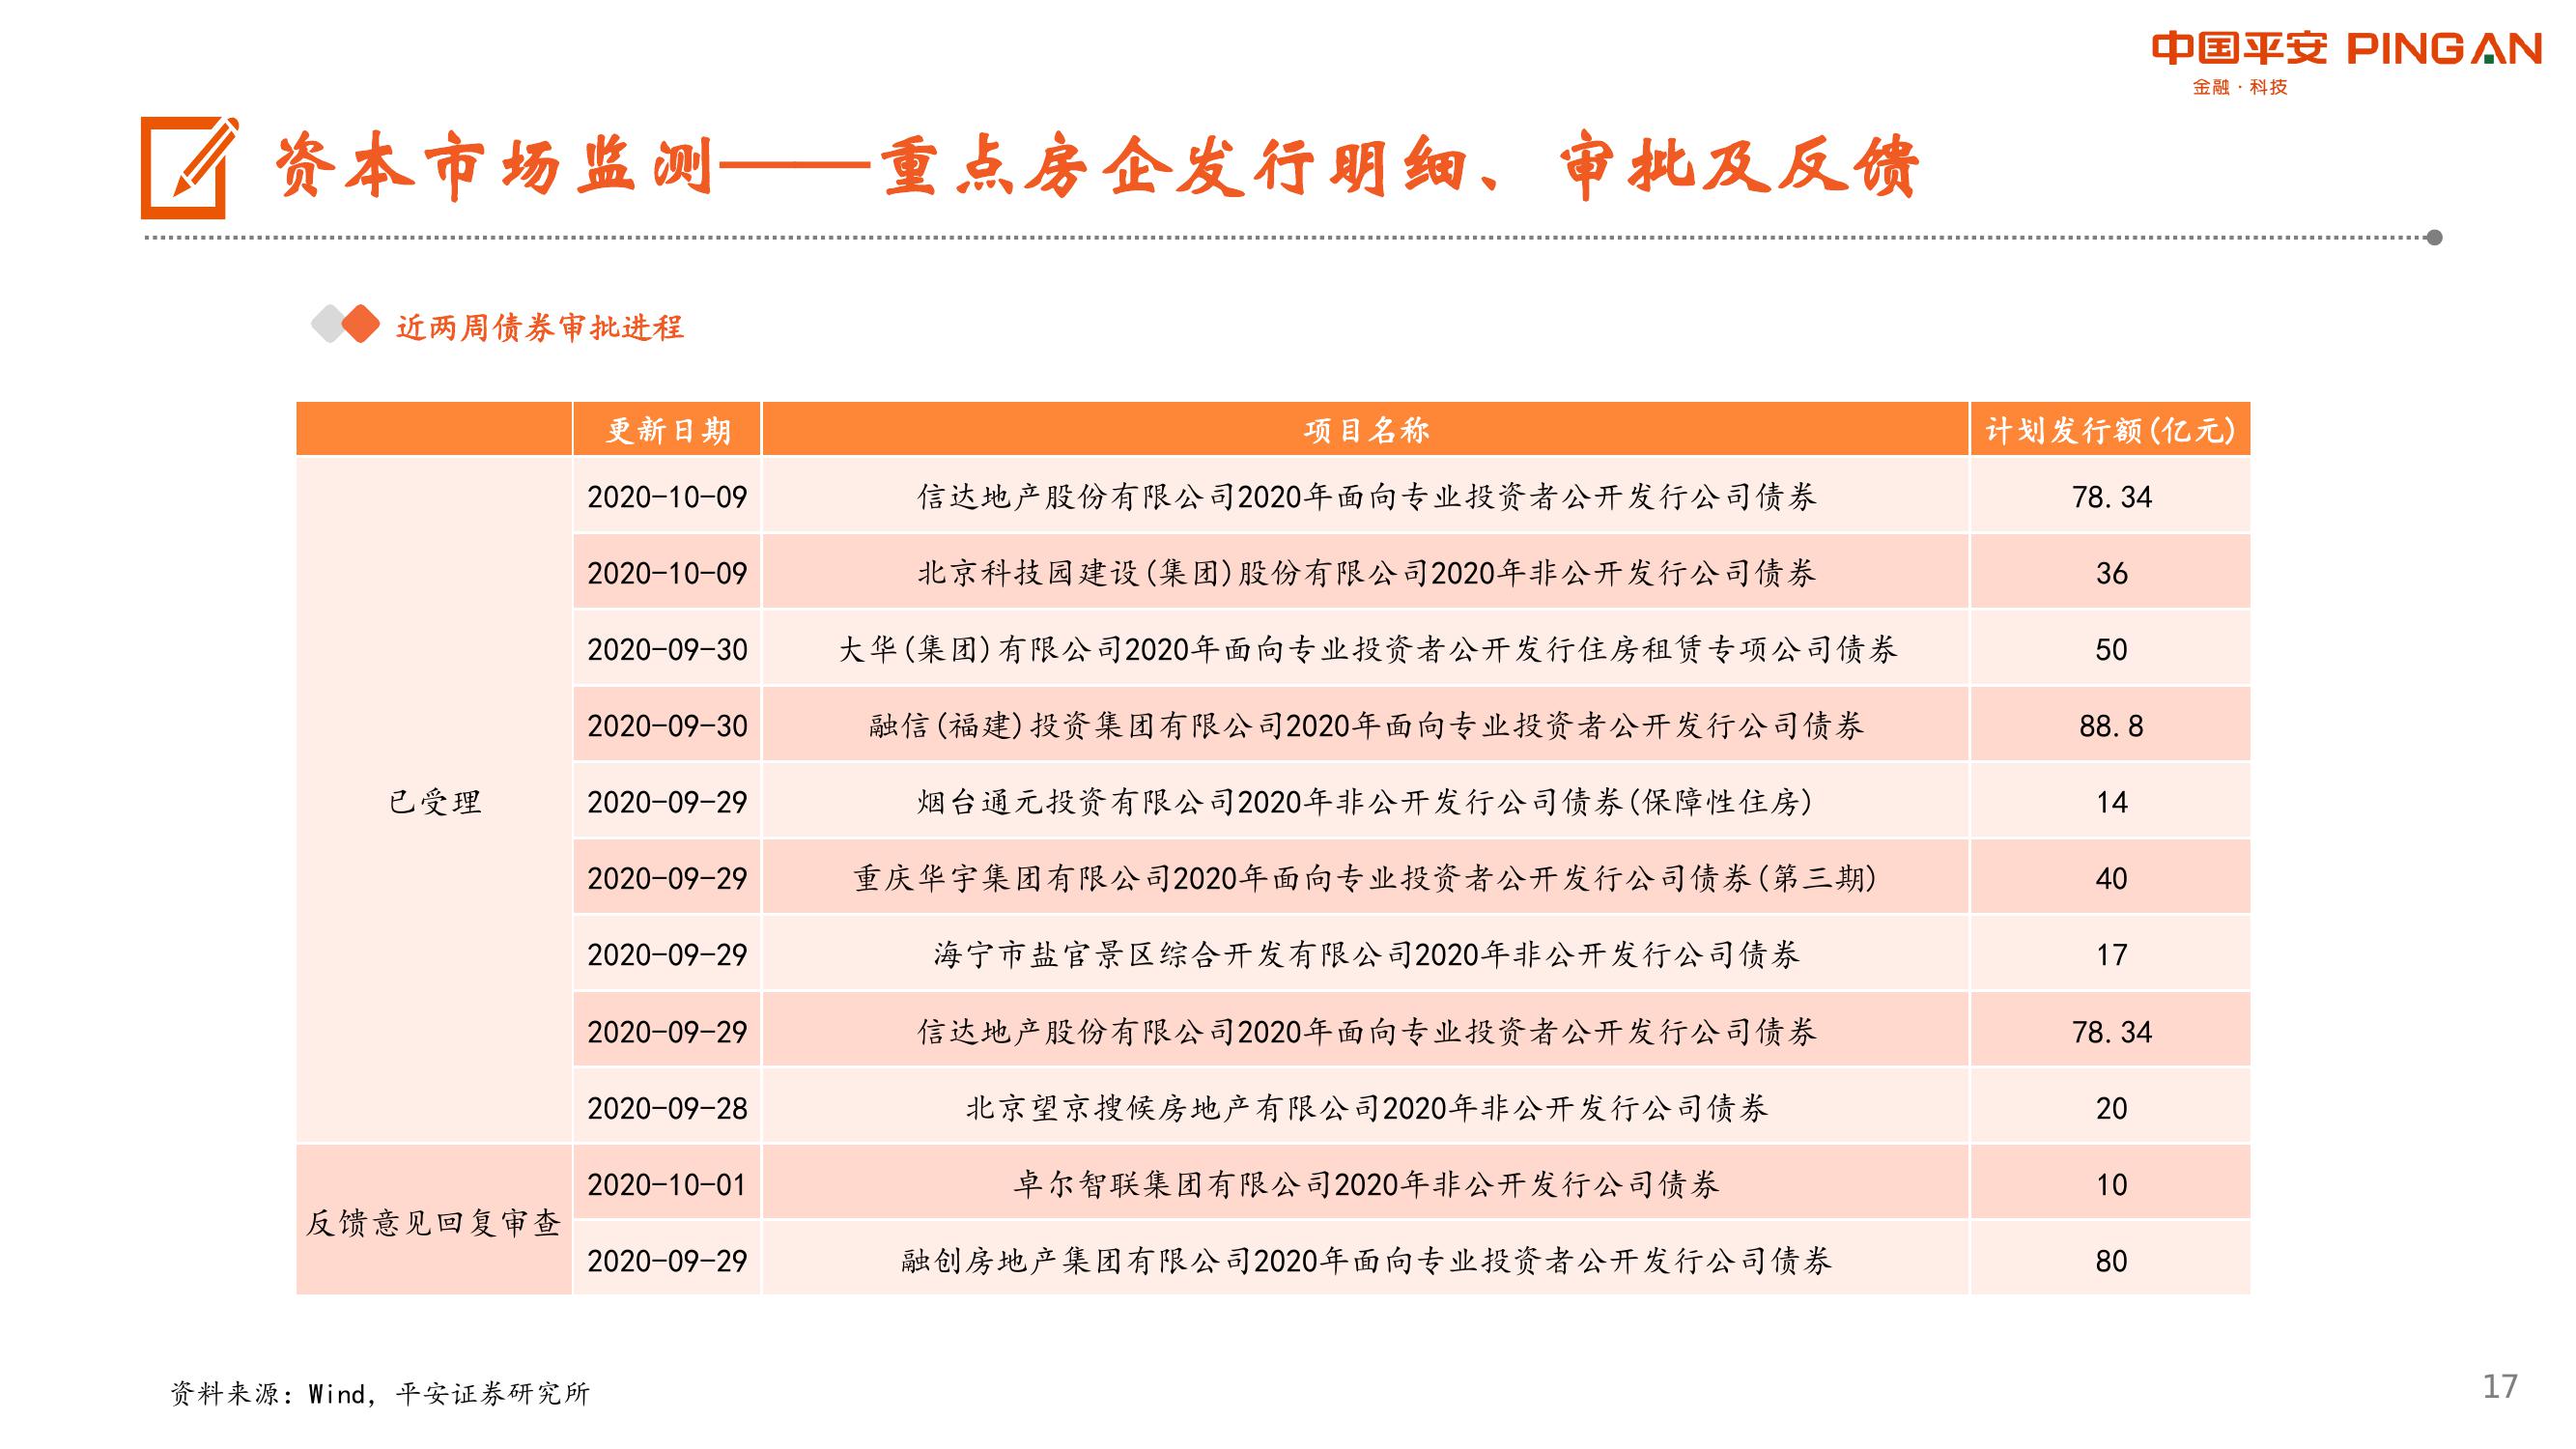 中国平安 PINGAN
金融·科技
资本市场监测——重点房企发行明细、审批及反馈
近两周债券审批进程
更新日期 项目名称 计划发行额(亿元)
已受理
2020-10-09 信达地产股份有限公司2020年面向专业投资者公开发行公司债券 78.34
2020-10-09 北京科技园建设(集团)股份有限公司2020年非公开发行公司债券 36
2020-09-30 大华(集团)有限公司2020年面向专业投资者公开发行住房租赁专项公司债券 50
2020-09-30 融信(福建)投资集团有限公司2020年面向专业投资者公开发行公司债券 88.8
2020-09-29 烟台通元投资有限公司2020年非公开发行公司债券(保障性住房) 14
2020-09-29 重庆华宇集团有限公司2020年面向专业投资者公开发行公司债券(第三期) 40
2020-09-29 海宁市盐官景区综合开发有限公司2020年非公开发行公司债券 17
2020-09-29 信达地产股份有限公司2020年面向专业投资者公开发行公司债券 78.34
2020-09-28 北京望京搜候房地产有限公司2020年非公开发行公司债券 20
反馈意见回复审查
2020-10-01 卓尔智联集团有限公司2020年非公开发行公司债券 10
2020-09-29 融创房地产集团有限公司2020年面向专业投资者公开发行公司债券 80
资料来源：Wind，平安证券研究所
17